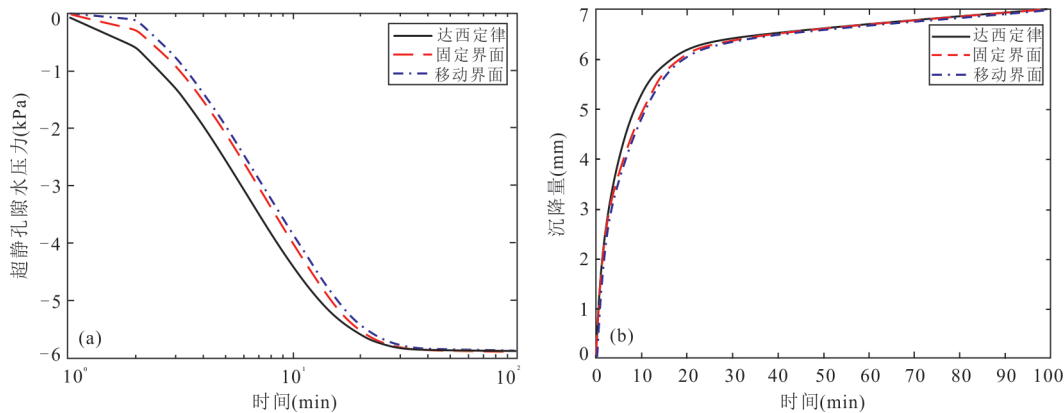 0
−1
−2
−3
−4
−5
−6
超静孔隙水压力(kPa)
达西定律
固定界面
移动界面
(a)
10⁰
10¹
10²
时间(min)
7
6
5
4
3
2
1
0
沉降量(mm)
达西定律
固定界面
移动界面
(b)
0 10 20 30 40 50 60 70 80 90 100
时间(min)